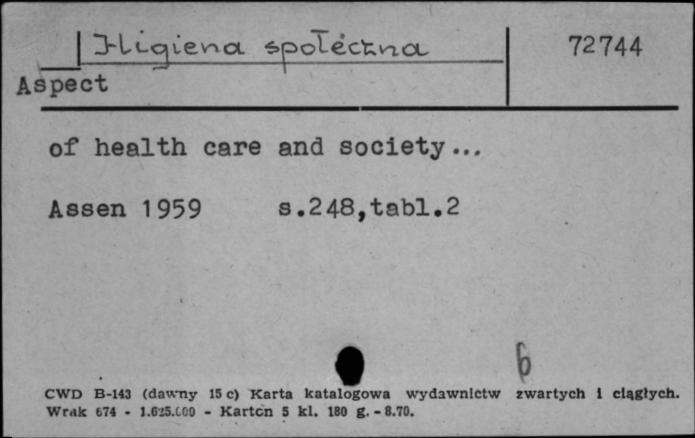 Higiena społeczna 72744
Aspect
of health care and society...
Assen 1959 s.248,tabl.2
6
CWD B-143 (dawny 15 c) Karta katalogowa wydawnictw zwartych i ciągłych.
Wrak 674 - 1.625.000 - Karton 5 kl. 180 g. - 8.70.